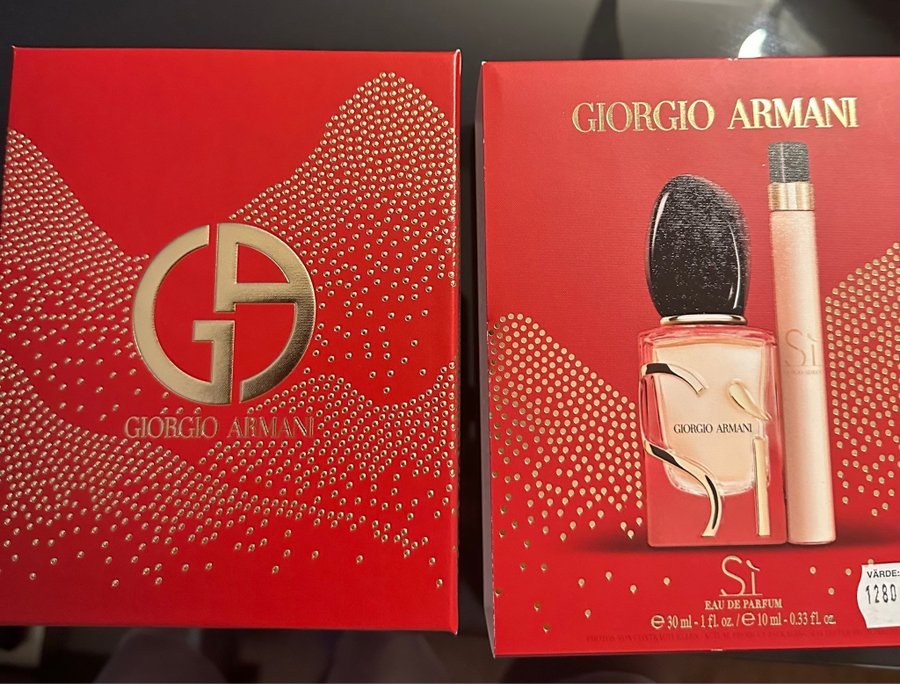 GA
GIORGIO ARMANI
GIORGIO ARMANI
Sì
GIORGIO ARMANI
Sì
EAU DE PARFUM
℮ 30 ml - 1 fl. oz. / ℮ 10 ml - 0.33 fl. oz.
VÄRDE:
1280